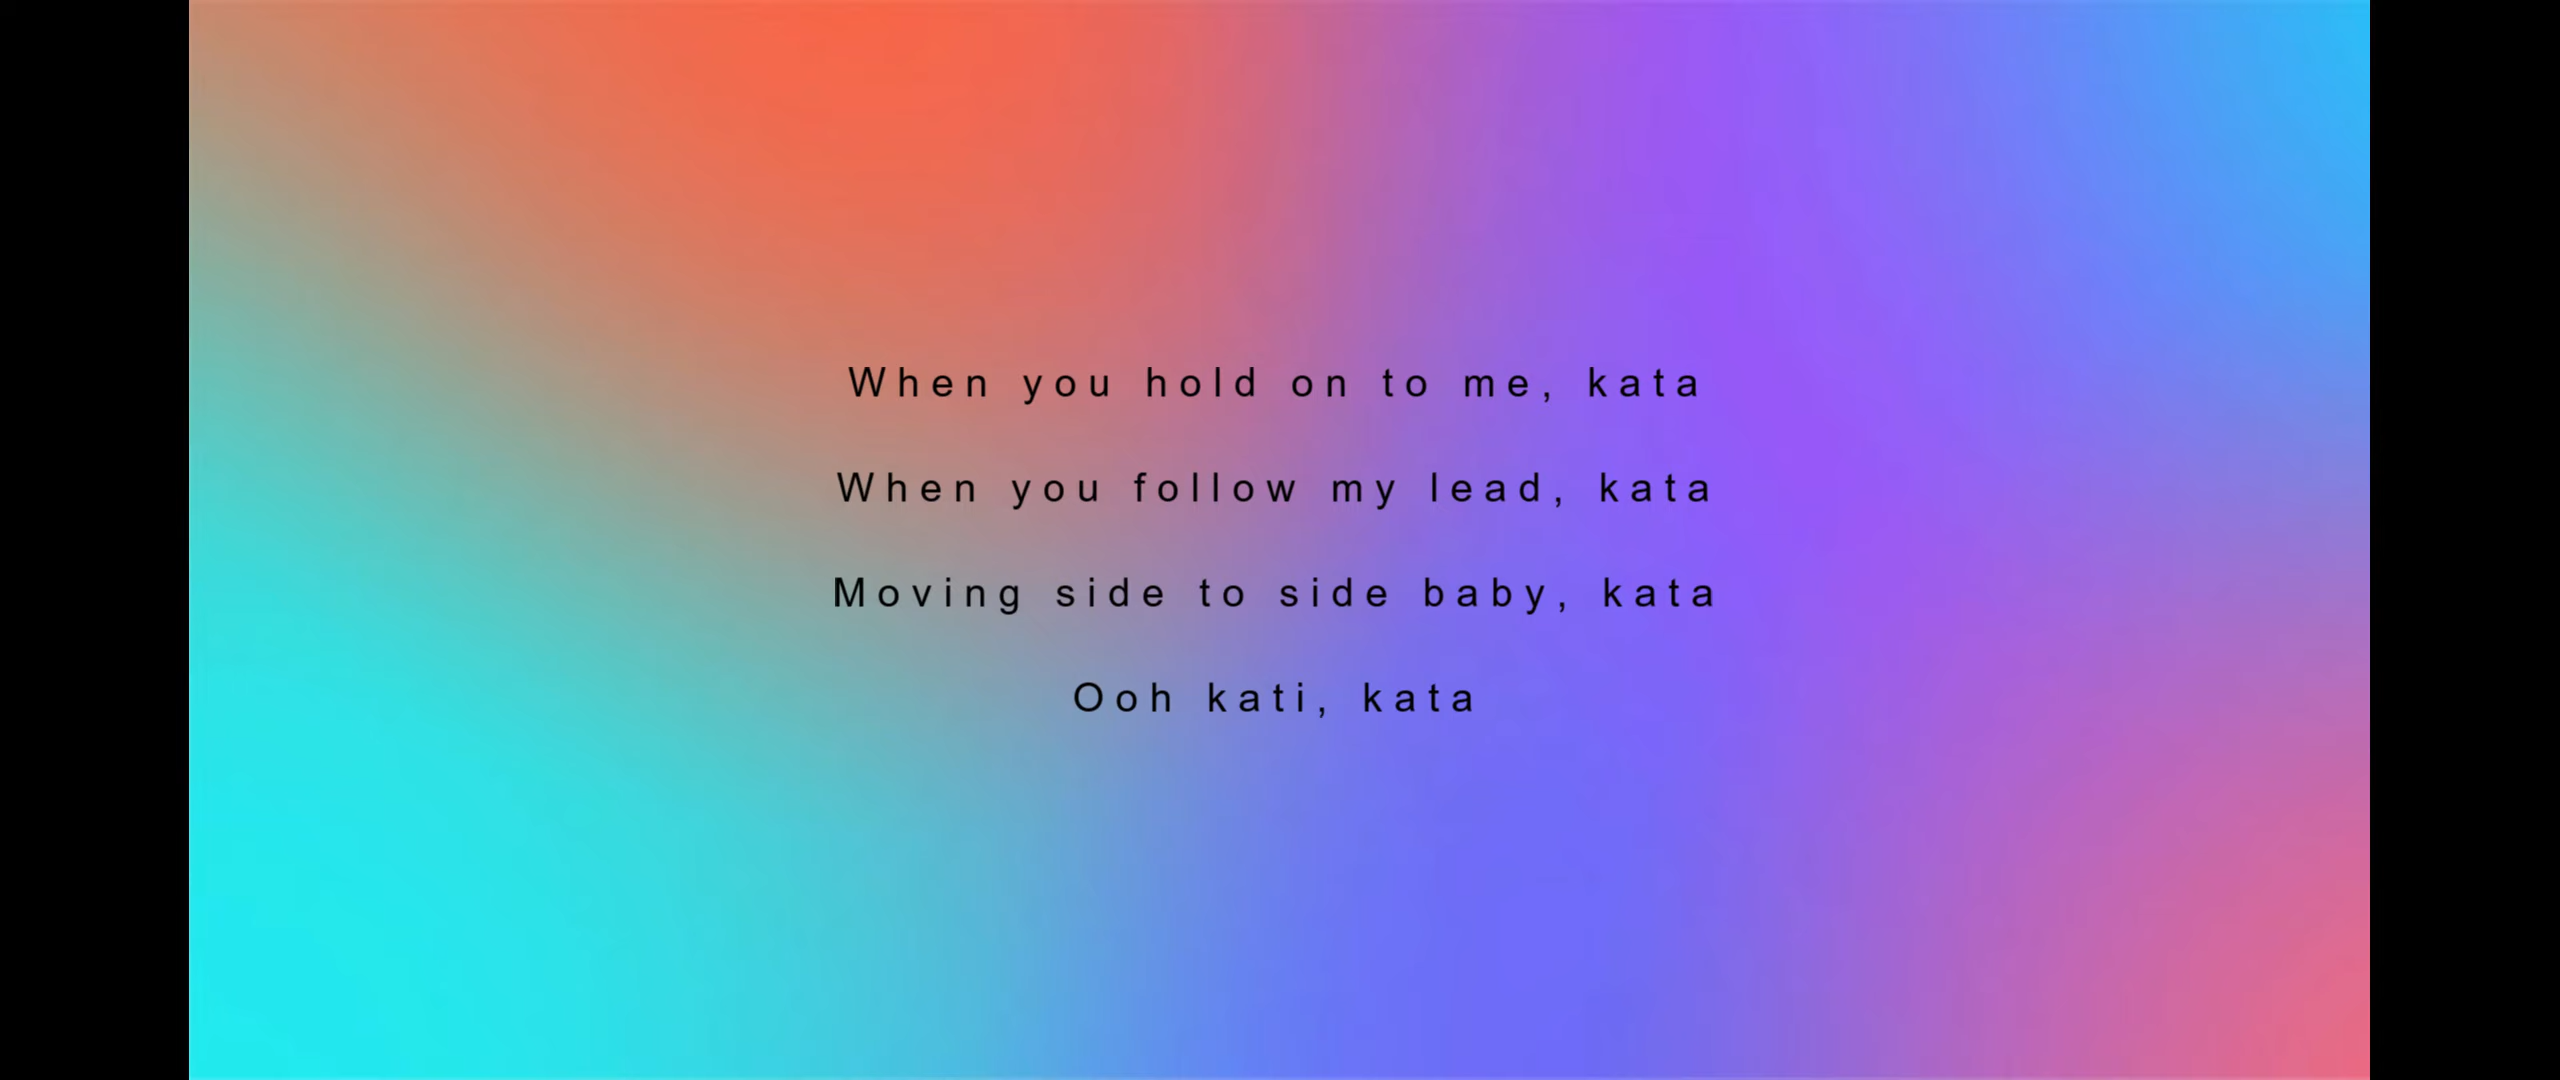 When you hold on to me, kata
When you follow my lead, kata
Moving side to side baby, kata
Ooh kati, kata